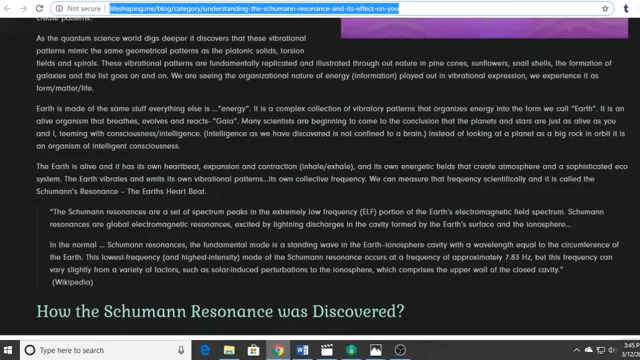 Not secure | lifeshaping.me/blog/category/understanding-the-schumann-resonance-and-its-effect-on-you
create patterns.
As the quantum science world digs deeper it discovers that these vibrational
patterns mimic the same geometrical patterns as the platonic solids, torsion
fields and spirals. These vibrational patterns are fundamentally replicated and illustrated through out nature in pine cones, sunflowers, snail shells, the formation of
galaxies and the list goes on and on. We are seeing the organizational nature of energy (information) played out in vibrational expression, we experience it as
form/matter/life.
Earth is made of the same stuff everything else is ..."energy". It is a complex collection of vibratory patterns that organizes energy into the form we call "Earth". It is an
alive organism that breathes, evolves and reacts- "Gaia". Many scientists are beginning to come to the conclusion that the planets and stars are just as alive as you
and I, teeming with consciousness/intelligence. (Intelligence as we have discovered is not confined to a brain.) Instead of looking at a planet as a big rock in orbit it is
an organism of intelligent consciousness.
The Earth is alive and it has its own heartbeat, expansion and contraction (inhale/exhale), and its own energetic fields that create atmosphere and a sophisticated eco
system. The Earth vibrates and emits its own vibrational patterns...its own collective frequency. We can measure that frequency scientifically and it is called the
Schumann's Resonance – The Earths Heart Beat.
"The Schumann resonances are a set of spectrum peaks in the extremely low frequency (ELF) portion of the Earth's electromagnetic field spectrum. Schumann
resonances are global electromagnetic resonances, excited by lightning discharges in the cavity formed by the Earth's surface and the ionosphere...
In the normal ... Schumann resonances, the fundamental mode is a standing wave in the Earth-ionosphere cavity with a wavelength equal to the circumference of
the Earth. This lowest-frequency (and highest-intensity) mode of the Schumann resonance occurs at a frequency of approximately 7.83 Hz, but this frequency can
vary slightly from a variety of factors, such as solar-induced perturbations to the ionosphere, which comprises the upper wall of the closed cavity."
(Wikipedia)
How the Schumann Resonance was Discovered?
Type here to search
3:45 P
3/12/2